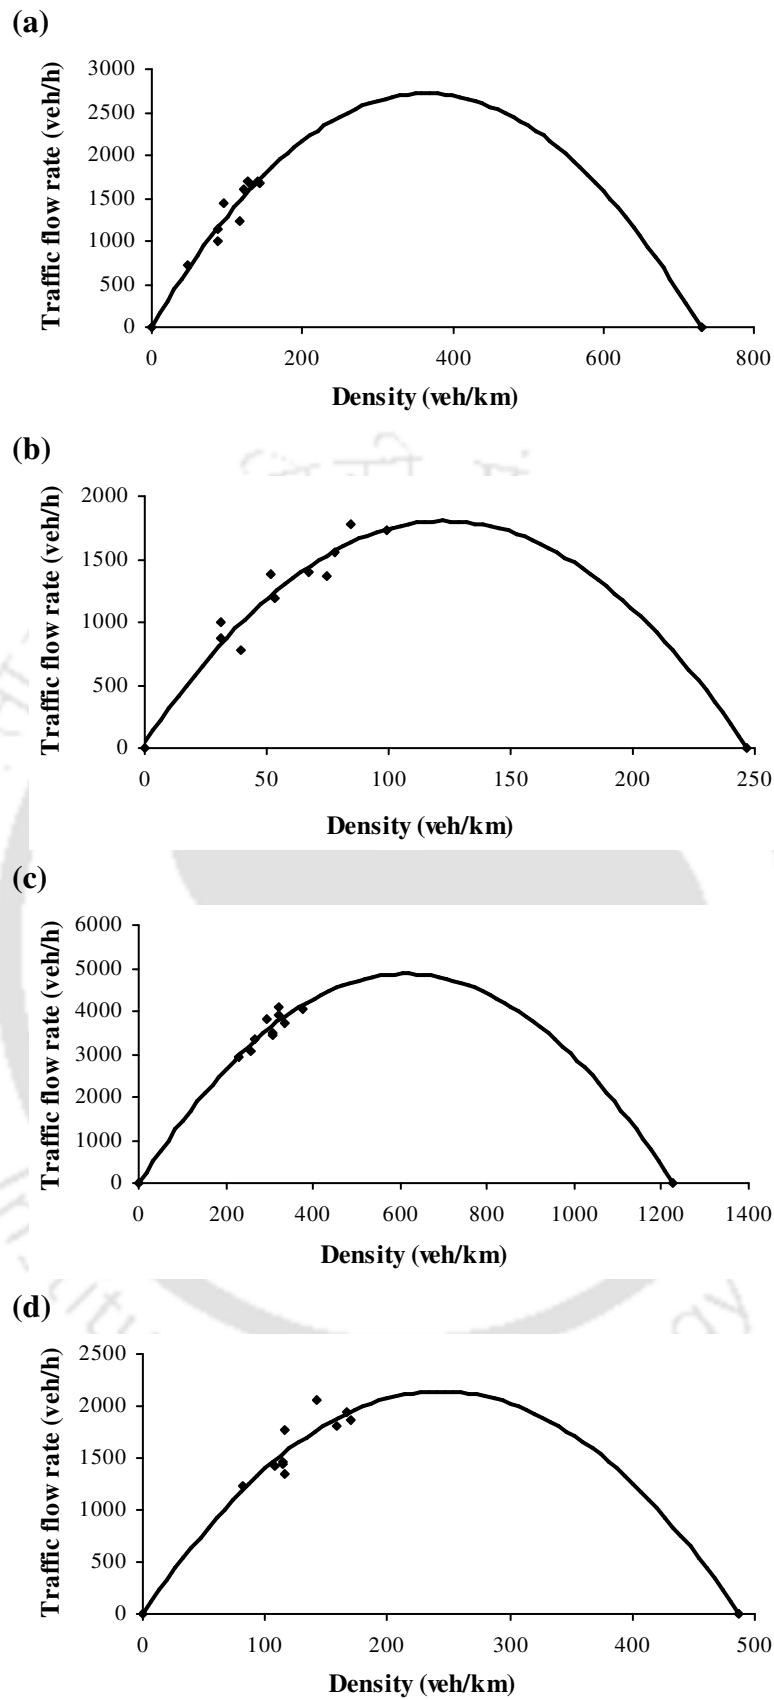 (a)
Traffic flow rate (veh/h)
3000
2500
2000
1500
1000
500
0
0 200 400 600 800
Density (veh/km)
(b)
Traffic flow rate (veh/h)
2000
1500
1000
500
0
0 50 100 150 200 250
Density (veh/km)
(c)
Traffic flow rate (veh/h)
6000
5000
4000
3000
2000
1000
0
0 200 400 600 800 1000 1200 1400
Density (veh/km)
(d)
Traffic flow rate (veh/h)
2500
2000
1500
1000
500
0
0 100 200 300 400 500
Density (veh/km)